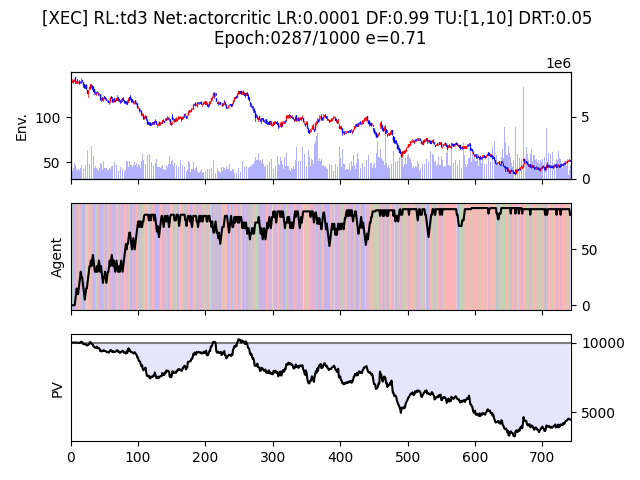 [XEC] RL:td3 Net:actorcritic LR:0.0001 DF:0.99 TU:[1,10] DRT:0.05
Epoch:0287/1000 e=0.71
1e6
Env.
100
50
5
0
Agent
50
0
PV
10000
5000
0 100 200 300 400 500 600 700